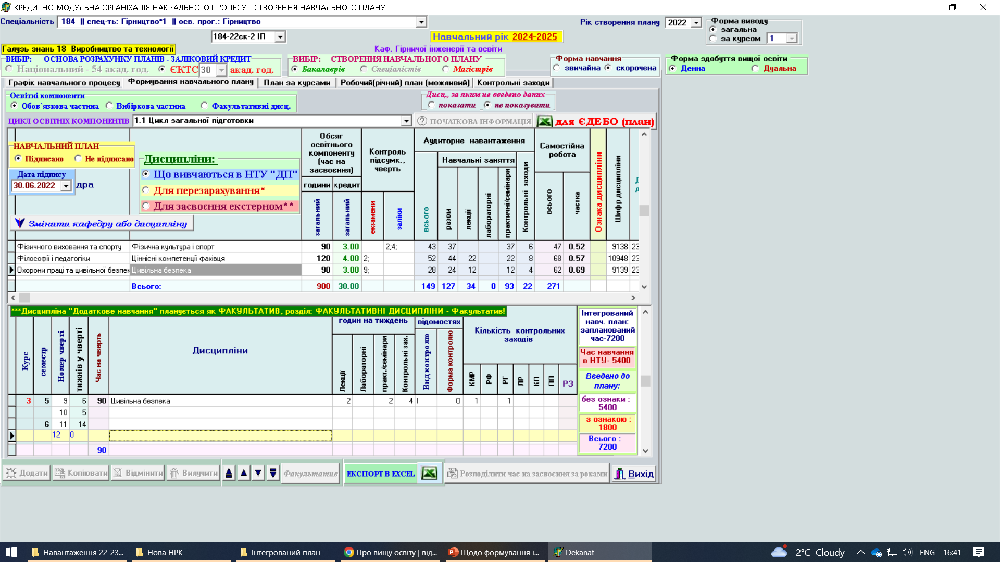 КРЕДИТНО-МОДУЛЬНА ОРГАНІЗАЦІЯ НАВЧАЛЬНОГО ПРОЦЕСУ. СТВОРЕННЯ НАВЧАЛЬНОГО ПЛАНУ
Спеціальність 184 || спец-ть: Гірництво*1 || осв. прог.: Гірництво
Рік створення плану 2022
Форма виводу
загальна
за курсом 1
184-22ск-2 ІП
Навчальний рік 2024-2025
Галузь знань 18 Виробництво та технології
Каф. Гірничої інженерії та освіти
ВИБІР: ОСНОВА РОЗРАХУНКУ ПЛАНІВ - ЗАЛІКОВИЙ КРЕДИТ
Національний - 54 акад. год. ЄКТС 30 акад. год.
ВИБІР: СТВОРЕННЯ НАВЧАЛЬНОГО ПЛАНУ
Бакалаврів Спеціалістів Магістрів
Форма навчання
звичайна скорочена
Форма здобуття вищої освіти
Денна Дуальна
Графік навчального процесу Формування навчального плану План за курсами Робочий(річний) план (можливий) Контрольні заходи
Освітні компоненти
Обов`язкова частина Вибіркова частина Факультативні дисц.
Дисц., за яким не введено даних
показати не показувати
ЦИКЛ ОСВІТНІХ КОМПОНЕНТІВ 1.1 Цикл загальної підготовки
ПОЧАТКОВА ІНФОРМАЦІЯ
для ЄДЕБО (план)
НАВЧАЛЬНИЙ ПЛАН
Підписано Не підписано
Дата підпису
30.06.2022 дра
Дисципліни:
Що вивчаються в НТУ "ДП"
Для перезарахування*
Для засвоєння екстерном**
Змінити кафедру або дисципліну
Обсяг освітнього компоненту (час на засвоєння)
години кредит
загальний загальний
Контроль підсумк., чверть
екзамени заліки
Аудиторне навантаження
всього
Навчальні заняття
разом лекції лабораторні практичні/семінари
Контрольні заходи
Самостійна робота
всього частка
Ознака дисципліни
Шифр дисципліни
Фізичного виховання та спорту Фізична культура і спорт 90 3.00 2;4; 43 37 37 6 47 0.52 9138 23
Філософії і педагогіки Ціннісні компетенції фахівця 120 4.00 2; 52 44 22 22 8 68 0.57 10948 23
Охорони праці та цивільної безпек Цивільна безпека 90 3.00 9; 28 24 12 12 4 62 0.69 9139 23
Всього: 900 30.00 149 127 34 0 93 22 271
***Дисципліна "Додаткове навчання" планується як ФАКУЛЬТАТИВ, розділ: ФАКУЛЬТАТИВНІ ДИСЦИПЛІНИ - Факультатив!
Курс семестр Номер чверті тижнів у чверті Час на чверть
Дисципліни
годин на тиждень
Лекції Лабораторні практ./семінари Контрольні зах.
відомостях
Вид контролю Форма контролю
Кількість контрольних заходів
КМР РФ РГ ЛР КП ПП РЗ
3 5 9 6 90 Цивільна безпека 2 2 4 І 0 1 1
10 5
6 11 14
12 0
90
Інтегрований навч. план: запланований час-7200
Час навчання в НТУ- 5400
Введено до плану:
без ознаки : 5400
з ознакою : 1800
Всього : 7200
Додати Копіювати Відмінити Вилучити Факультатив ЕКСПОРТ В EXCEL Розподілити час на засвоєння за роками Вихід
Навантаження 22-23... Нова НРК Інтегрований план Про вищу освіту | від... Щодо формування і... Dekanat -2°C Cloudy ENG 16:41